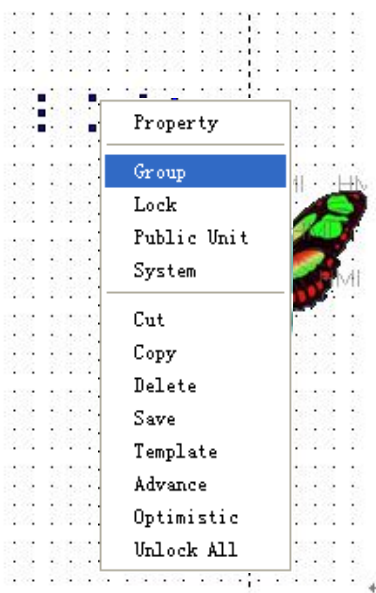 Property
Group
Lock
Public Unit
System
Cut
Copy
Delete
Save
Template
Advance
Optimistic
Unlock All